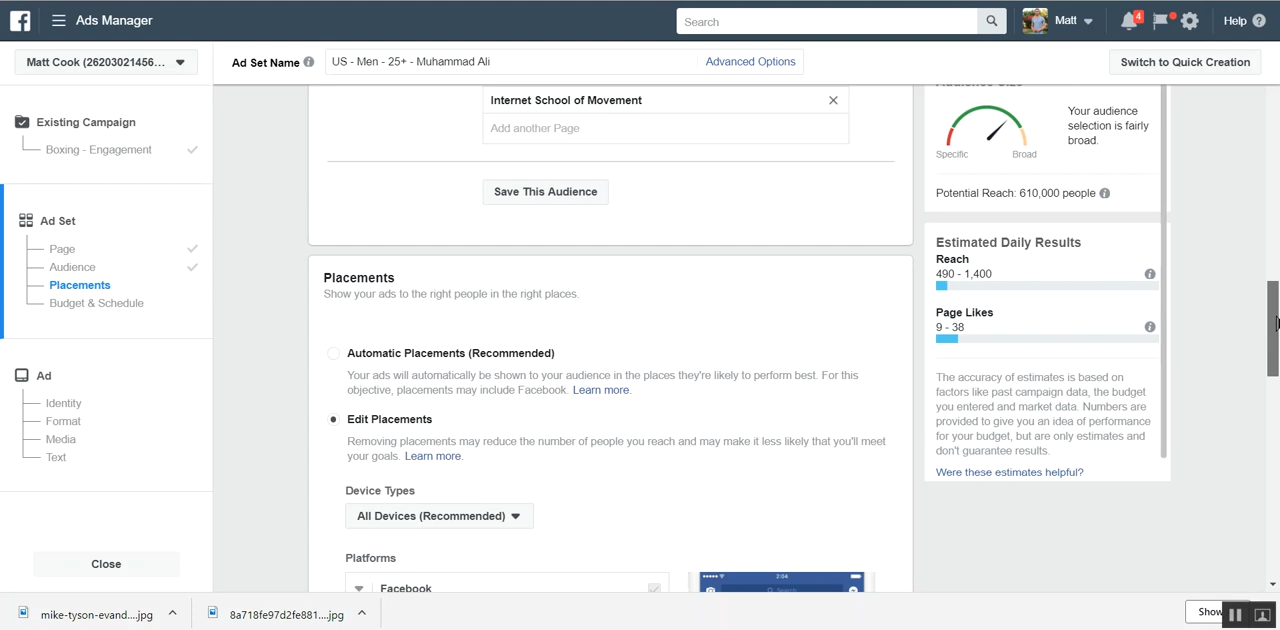 Ads Manager
Search
Matt
4
Help
Matt Cook (26203021456...
Ad Set Name
US - Men - 25+ - Muhammad Ali
Advanced Options
Switch to Quick Creation
Existing Campaign
Boxing - Engagement
Ad Set
Page
Audience
Placements
Budget & Schedule
Ad
Identity
Format
Media
Text
Close
Internet School of Movement
Add another Page
Save This Audience
Placements
Show your ads to the right people in the right places.
Automatic Placements (Recommended)
Your ads will automatically be shown to your audience in the places they're likely to perform best. For this
objective, placements may include Facebook. Learn more.
Edit Placements
Removing placements may reduce the number of people you reach and may make it less likely that you'll meet
your goals. Learn more.
Device Types
All Devices (Recommended)
Platforms
Facebook
2:04
Search
Audience Size
Specific
Broad
Your audience
selection is fairly
broad.
Potential Reach: 610,000 people
Estimated Daily Results
Reach
490 - 1,400
Page Likes
9 - 38
The accuracy of estimates is based on
factors like past campaign data, the budget
you entered and market data. Numbers are
provided to give you an idea of performance
for your budget, but are only estimates and
don't guarantee results.
Were these estimates helpful?
mike-tyson-evand....jpg
8a718fe97d2fe881....jpg
Show